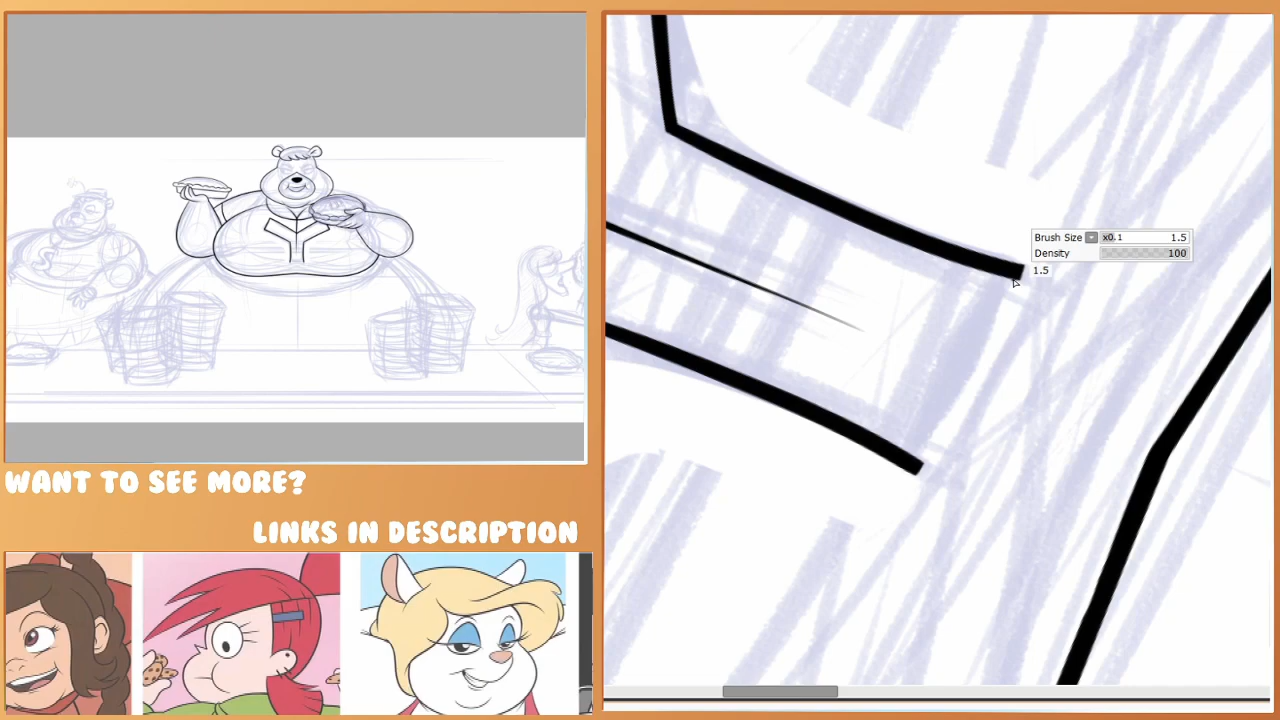 Brush Size x0.1 1.5
Density 100
1.5
WANT TO SEE MORE?
LINKS IN DESCRIPTION